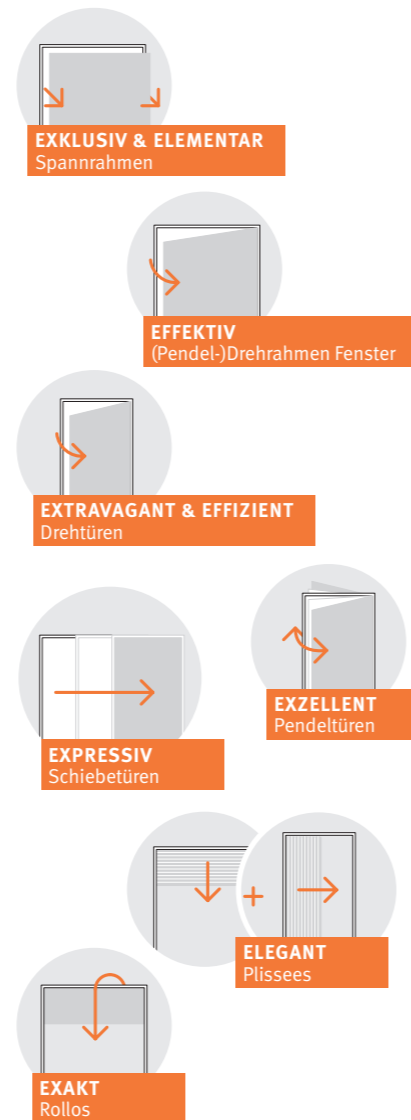 EXKLUSIV & ELEMENTAR
Spannrahmen
EFFEKTIV
(Pendel-)Drehrahmen Fenster
EXTRAVAGANT & EFFIZIENT
Drehtüren
EXZELLENT
Pendeltüren
EXPRESSIV
Schiebetüren
ELEGANT
Plissees
EXAKT
Rollos